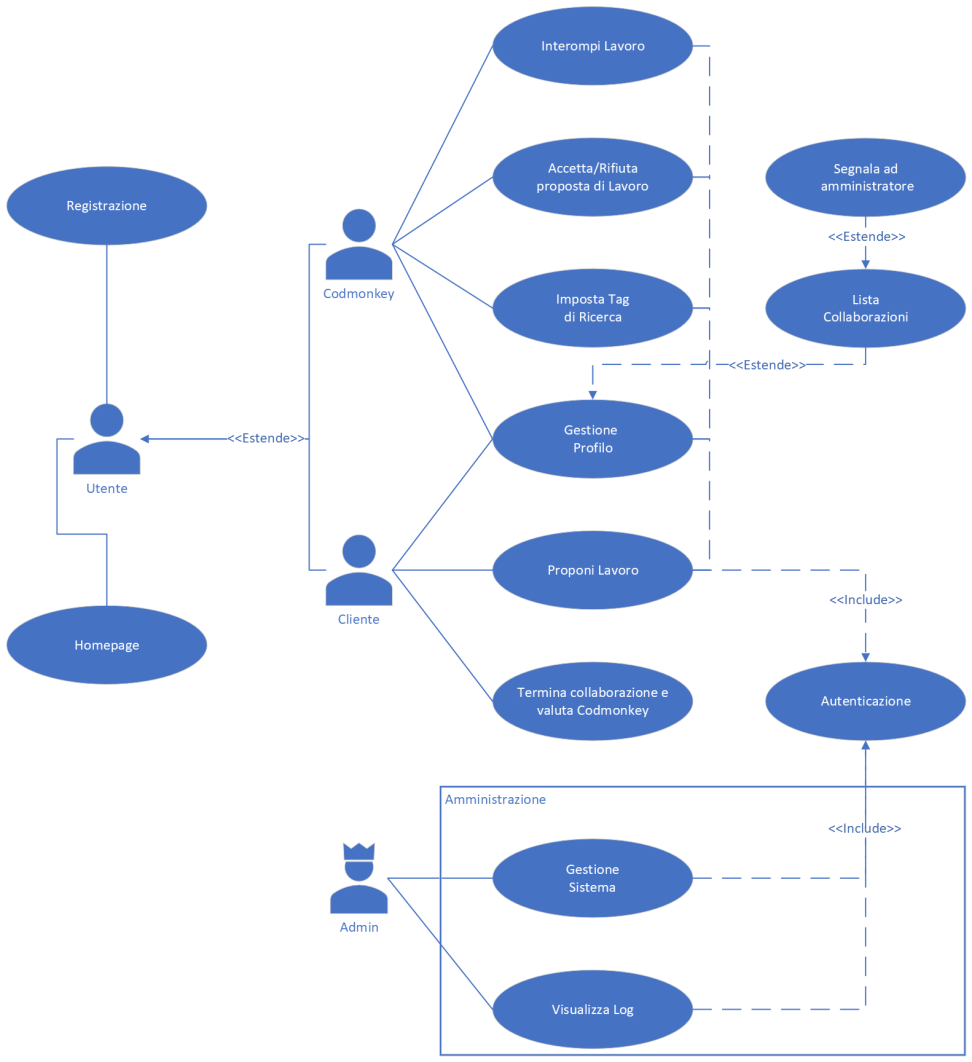 Interompi Lavoro
Accetta/Rifiuta
proposta di Lavoro
Segnala ad
amministratore
Registrazione
<<Estende>>
Codmonkey
Imposta Tag
di Ricerca
Lista
Collaborazioni
<<Estende>>
Gestione
Profilo
<<Estende>>
Utente
Proponi Lavoro
<<Include>>
Cliente
Homepage
Termina collaborazione e
valuta Codmonkey
Autenticazione
Amministrazione
<<Include>>
Gestione
Sistema
Admin
Visualizza Log